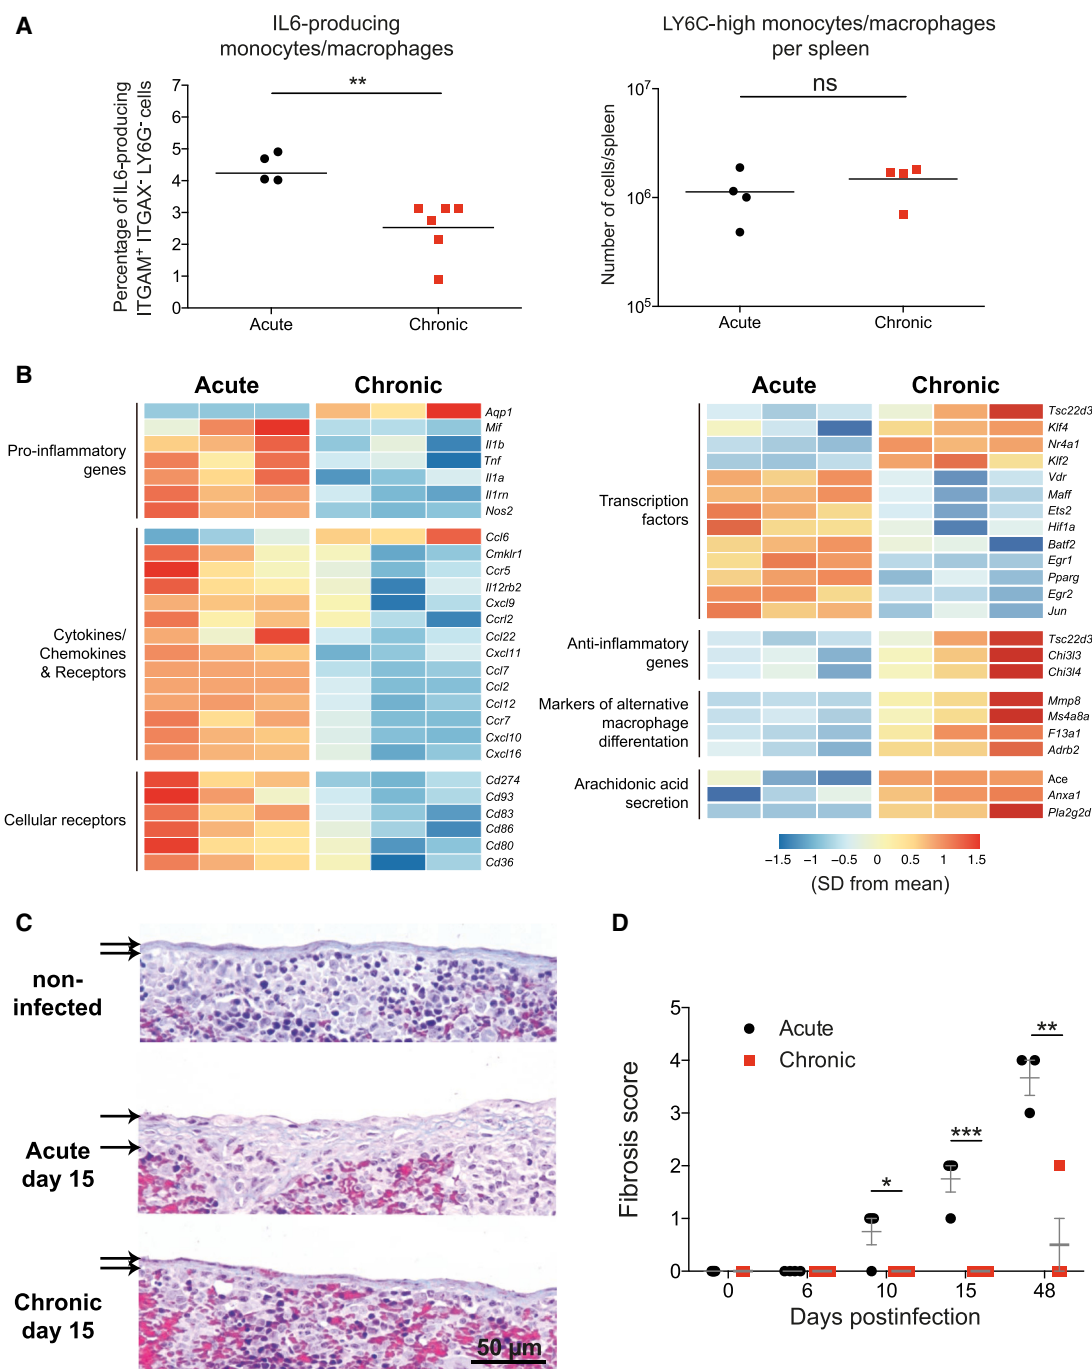 A
IL6-producing
monocytes/macrophages
**
Percentage of IL6-producing
ITGAM+ ITGAX- LY6G- cells
7
6
5
4
3
2
1
0
Acute
Chronic
LY6C-high monocytes/macrophages
per spleen
ns
Number of cells/spleen
10^7
10^6
10^5
Acute
Chronic
B
Acute
Chronic
Pro-inflammatory
genes
Aqp1
Mif
Il1b
Tnf
Il1a
Il1rn
Nos2
Cytokines/
Chemokines
& Receptors
Ccl6
Cmklr1
Ccr5
Il12rb2
Cxcl9
Ccrl2
Ccl22
Cxcl11
Ccl7
Ccl2
Ccl12
Ccr7
Cxcl10
Cxcl16
Cellular receptors
Cd274
Cd93
Cd83
Cd86
Cd80
Cd36
Acute
Chronic
Transcription
factors
Tsc22d3
Klf4
Nr4a1
Klf2
Vdr
Maff
Ets2
Hif1a
Batf2
Egr1
Pparg
Egr2
Jun
Anti-inflammatory
genes
Tsc22d3
Chi3l3
Chi3l4
Markers of alternative
macrophage
differentation
Mmp8
Ms4a8a
F13a1
Adrb2
Arachidonic acid
secretion
Ace
Anxa1
Pla2g2d
−1.5 −1 −0.5 0 0.5 1 1.5
(SD from mean)
C
non-
infected
Acute
day 15
Chronic
day 15
50 µm
D
Fibrosis score
5
4
3
2
1
0
Acute
Chronic
*
***
**
0 6 10 15 48
Days postinfection